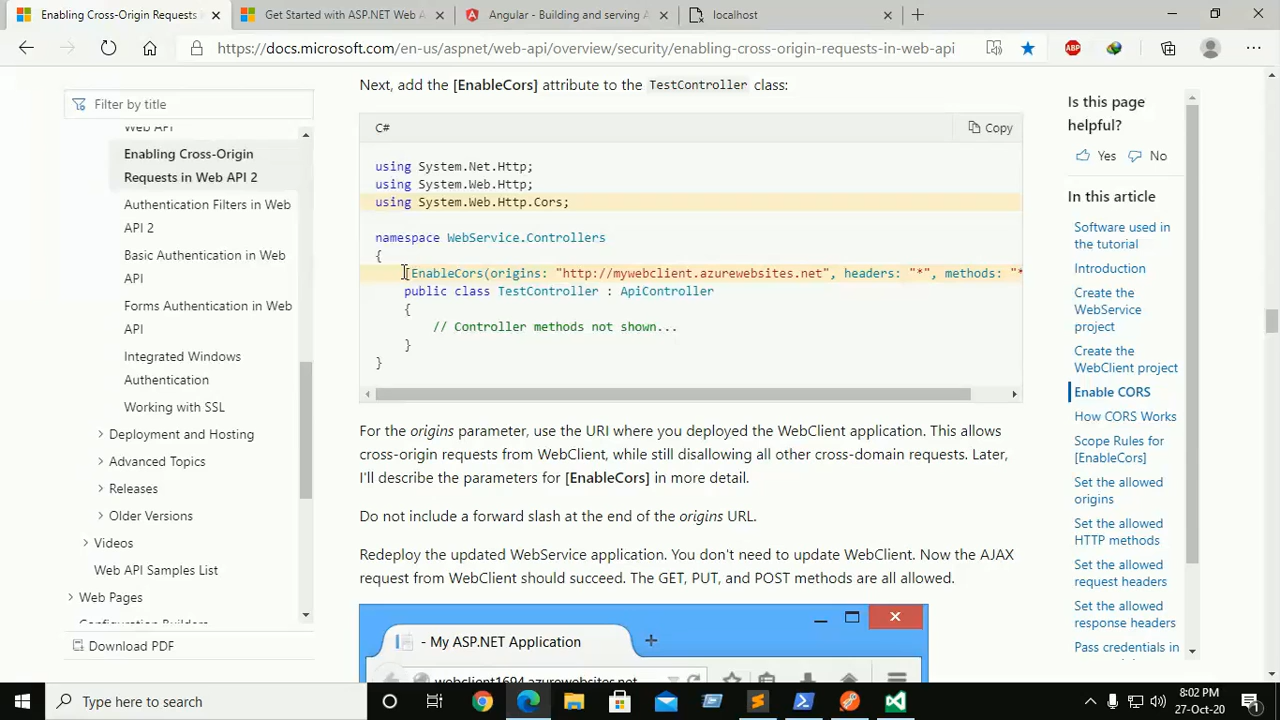 Enabling Cross-Origin Requests
Get Started with ASP.NET Web A
Angular - Building and serving A
localhost
https://docs.microsoft.com/en-us/aspnet/web-api/overview/security/enabling-cross-origin-requests-in-web-api
ABP
Filter by title
Web API
Enabling Cross-Origin
Requests in Web API 2
Authentication Filters in Web
API 2
Basic Authentication in Web
API
Forms Authentication in Web
API
Integrated Windows
Authentication
Working with SSL
Deployment and Hosting
Advanced Topics
Releases
Older Versions
Videos
Web API Samples List
Web Pages
Configuration Builders
Download PDF
Next, add the [EnableCors] attribute to the TestController class:
C#
Copy
using System.Net.Http;
using System.Web.Http;
using System.Web.Http.Cors;
namespace WebService.Controllers
{
[EnableCors(origins: "http://mywebclient.azurewebsites.net", headers: "*", methods: "*
public class TestController : ApiController
{
// Controller methods not shown...
}
}
For the origins parameter, use the URI where you deployed the WebClient application. This allows
cross-origin requests from WebClient, while still disallowing all other cross-domain requests. Later,
I'll describe the parameters for [EnableCors] in more detail.
Do not include a forward slash at the end of the origins URL.
Redeploy the updated WebService application. You don't need to update WebClient. Now the AJAX
request from WebClient should succeed. The GET, PUT, and POST methods are all allowed.
- My ASP.NET Application
webclient1694.azurewebsites.net
Is this page
helpful?
Yes
No
In this article
Software used in
the tutorial
Introduction
Create the
WebService
project
Create the
WebClient project
Enable CORS
How CORS Works
Scope Rules for
[EnableCors]
Set the allowed
origins
Set the allowed
HTTP methods
Set the allowed
request headers
Set the allowed
response headers
Pass credentials in
Type here to search
8:02 PM
27-Oct-20